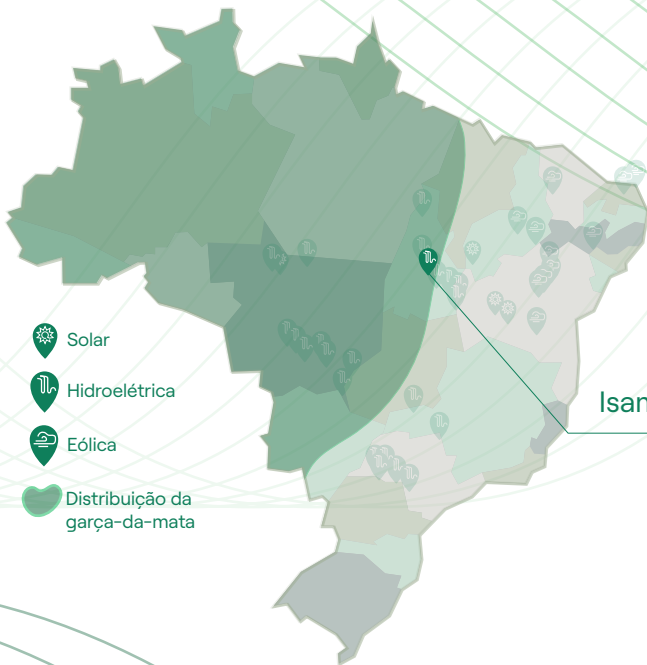 Solar
Hidroelétrica
Eólica
Distribuição da
garça-da-mata